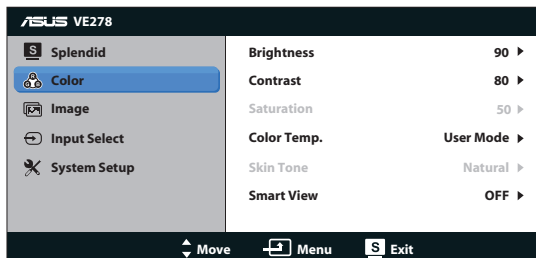 ASUS VE278
S Splendid
Color
Image
Input Select
System Setup
Brightness 90
Contrast 80
Saturation 50
Color Temp. User Mode
Skin Tone Natural
Smart View OFF
Move Menu S Exit